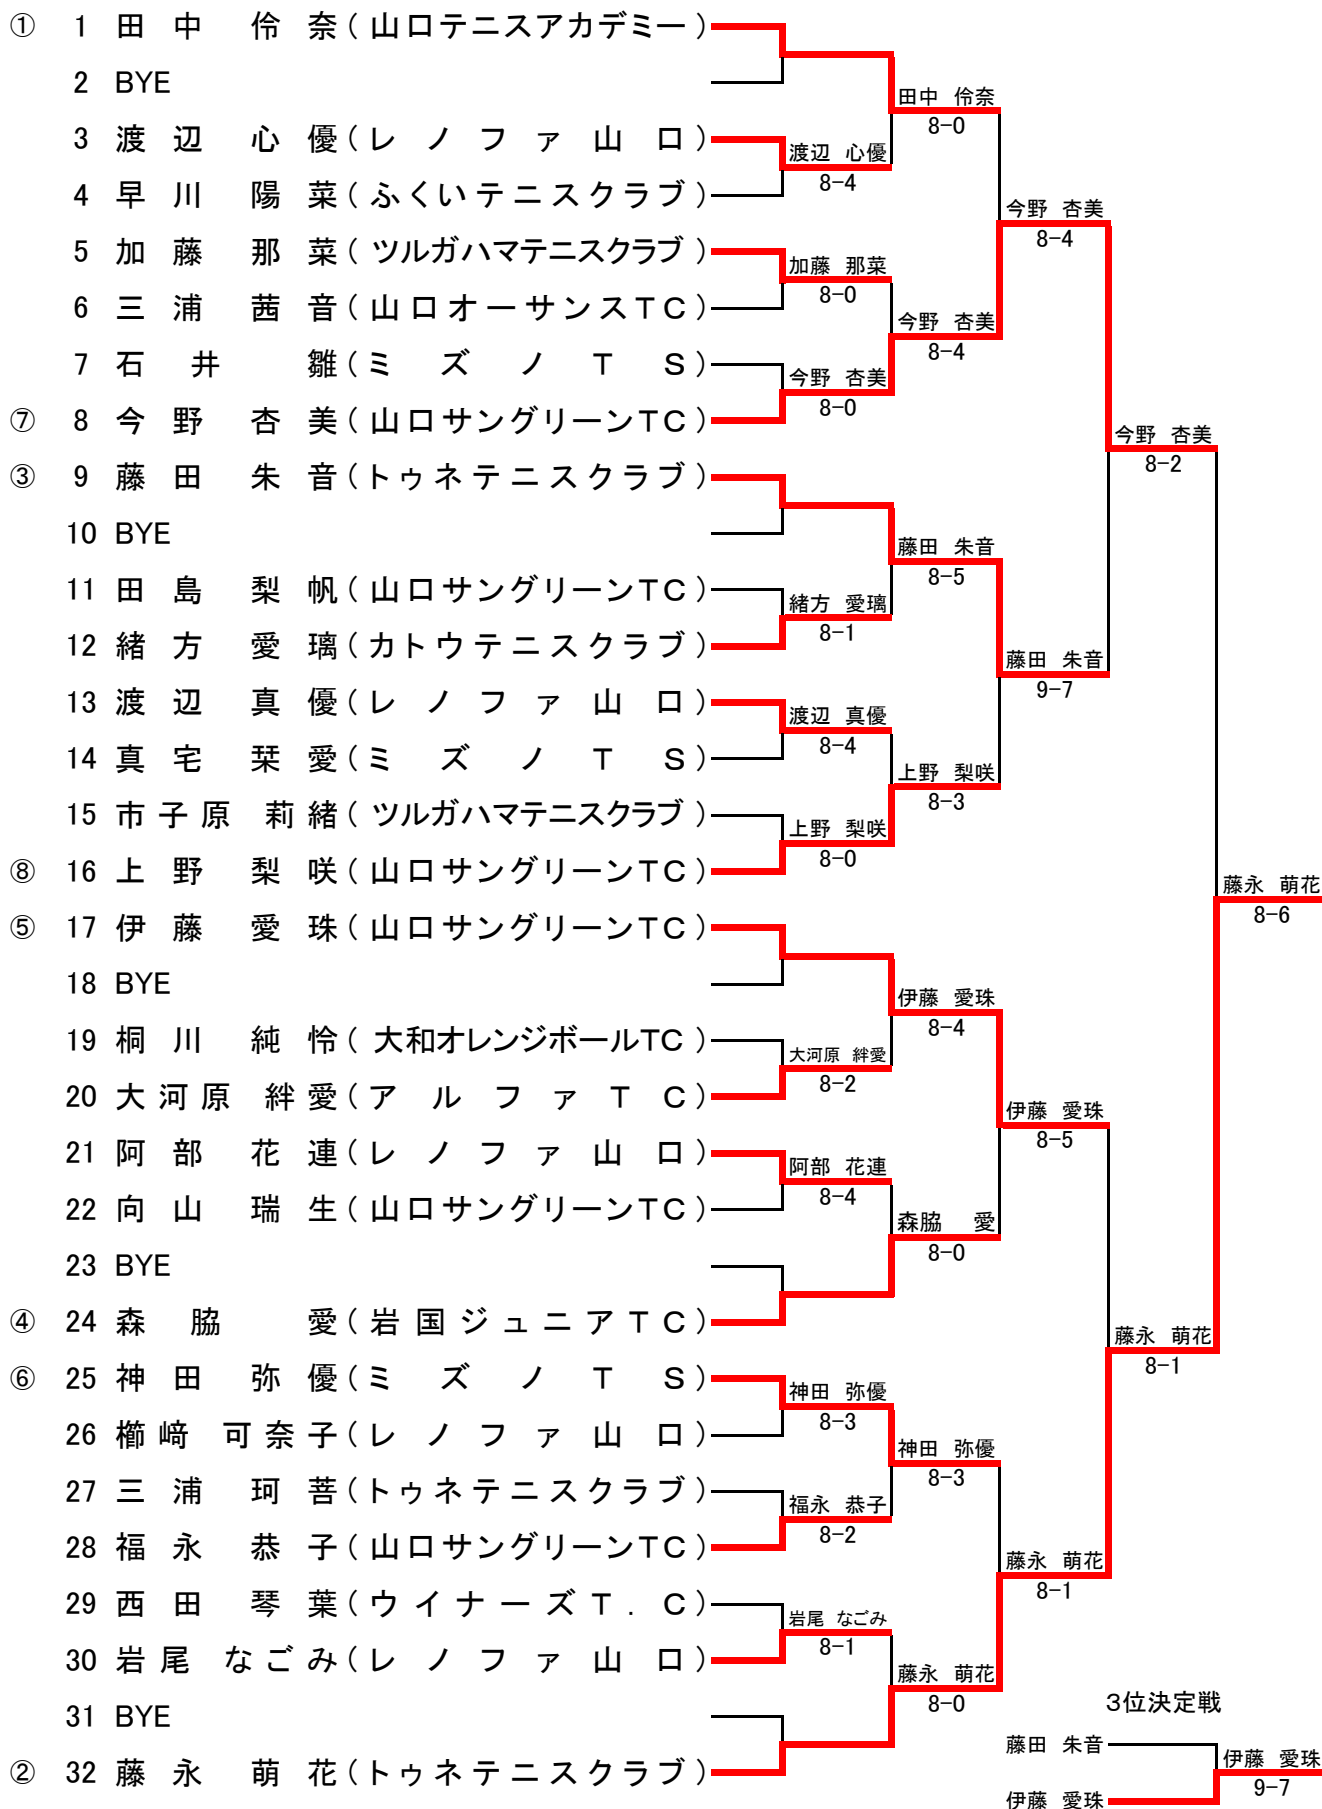 ① 1 田中 伶奈(山口テニスアカデミー)
2 BYE
田中 伶奈
8-0
3 渡辺 心優(レノファ山口)
渡辺 心優
8-4
4 早川 陽菜(ふくいテニスクラブ)
今野 杏美
8-4
5 加藤 那菜(ツルガハマテニスクラブ)
加藤 那菜
8-0
6 三浦 茜音(山口オーサンスTC)
今野 杏美
8-4
7 石井 雛(ミズノTS)
今野 杏美
8-0
⑦ 8 今野 杏美(山口サングリーンTC)
今野 杏美
8-2
③ 9 藤田 朱音(トゥネテニスクラブ)
10 BYE
藤田 朱音
8-5
11 田島 梨帆(山口サングリーンTC)
緒方 愛璃
8-1
12 緒方 愛璃(カトウテニスクラブ)
藤田 朱音
9-7
13 渡辺 真優(レノファ山口)
渡辺 真優
8-4
14 真宅 栞愛(ミズノTS)
上野 梨咲
8-3
15 市子原 莉緒(ツルガハマテニスクラブ)
上野 梨咲
8-0
⑧ 16 上野 梨咲(山口サングリーンTC)
藤永 萌花
8-6
⑤ 17 伊藤 愛珠(山口サングリーンTC)
18 BYE
伊藤 愛珠
8-4
19 桐川 純怜(大和オレンジボールTC)
大河原 絆愛
8-2
20 大河原 絆愛(アルファTC)
伊藤 愛珠
8-5
21 阿部 花連(レノファ山口)
阿部 花連
8-4
22 向山 瑞生(山口サングリーンTC)
森脇 愛
8-0
23 BYE
④ 24 森脇 愛(岩国ジュニアTC)
藤永 萌花
8-1
⑥ 25 神田 弥優(ミズノTS)
神田 弥優
8-3
26 櫛﨑 可奈子(レノファ山口)
神田 弥優
8-3
27 三浦 珂菩(トゥネテニスクラブ)
福永 恭子
8-2
28 福永 恭子(山口サングリーンTC)
藤永 萌花
8-1
29 西田 琴葉(ウイナーズT.C)
岩尾 なごみ
8-1
30 岩尾 なごみ(レノファ山口)
藤永 萌花
8-0
31 BYE
② 32 藤永 萌花(トゥネテニスクラブ)
3位決定戦
藤田 朱音
伊藤 愛珠
9-7
伊藤 愛珠